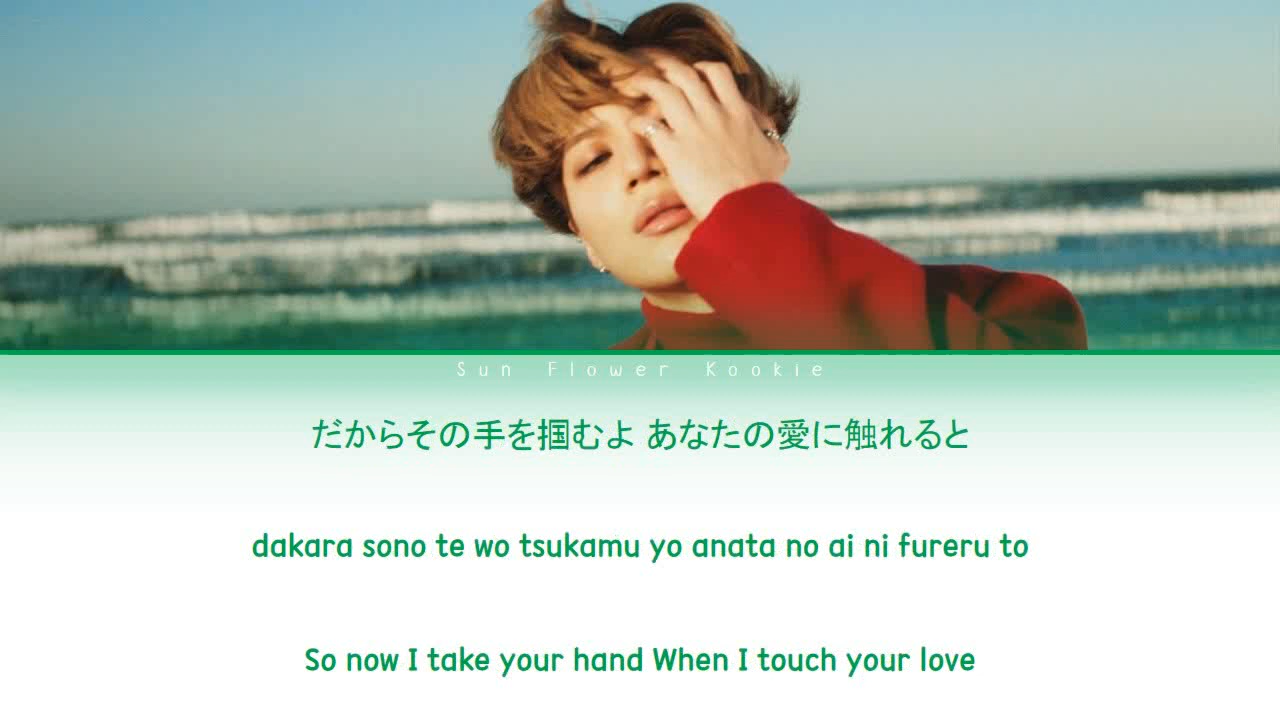 Sun Flower Kookie
だからその手を掴むよ あなたの愛に触れると
dakara sono te wo tsukamu yo anata no ai ni fureru to
So now I take your hand When I touch your love